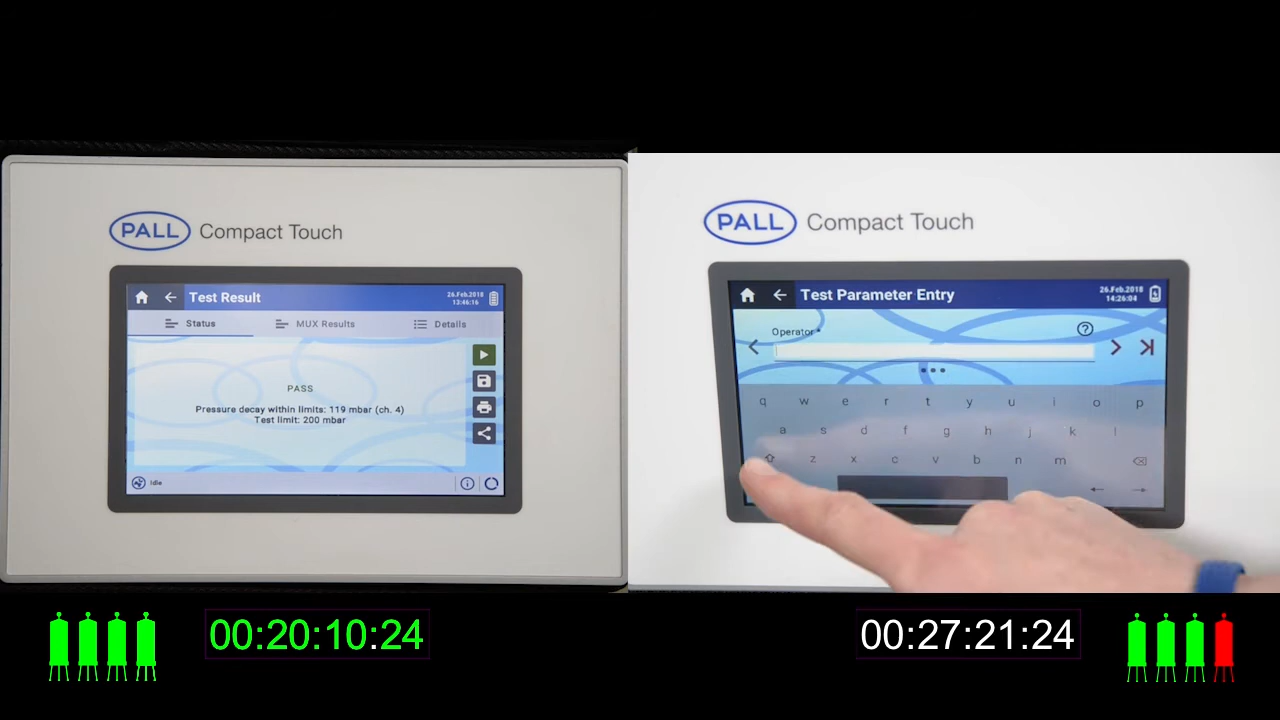 PALL Compact Touch
Test Result
26.Feb.2018
13:46:16
Status
MUX Results
Details
PASS
Pressure decay within limits: 119 mbar (ch. 4)
Test limit: 200 mbar
Idle
00:20:10:24
PALL Compact Touch
Test Parameter Entry
26.Feb.2018
14:26:04
Operator*
?
q w e r t y u i o p
a s d f g h j k l
z x c v b n m
00:27:21:24